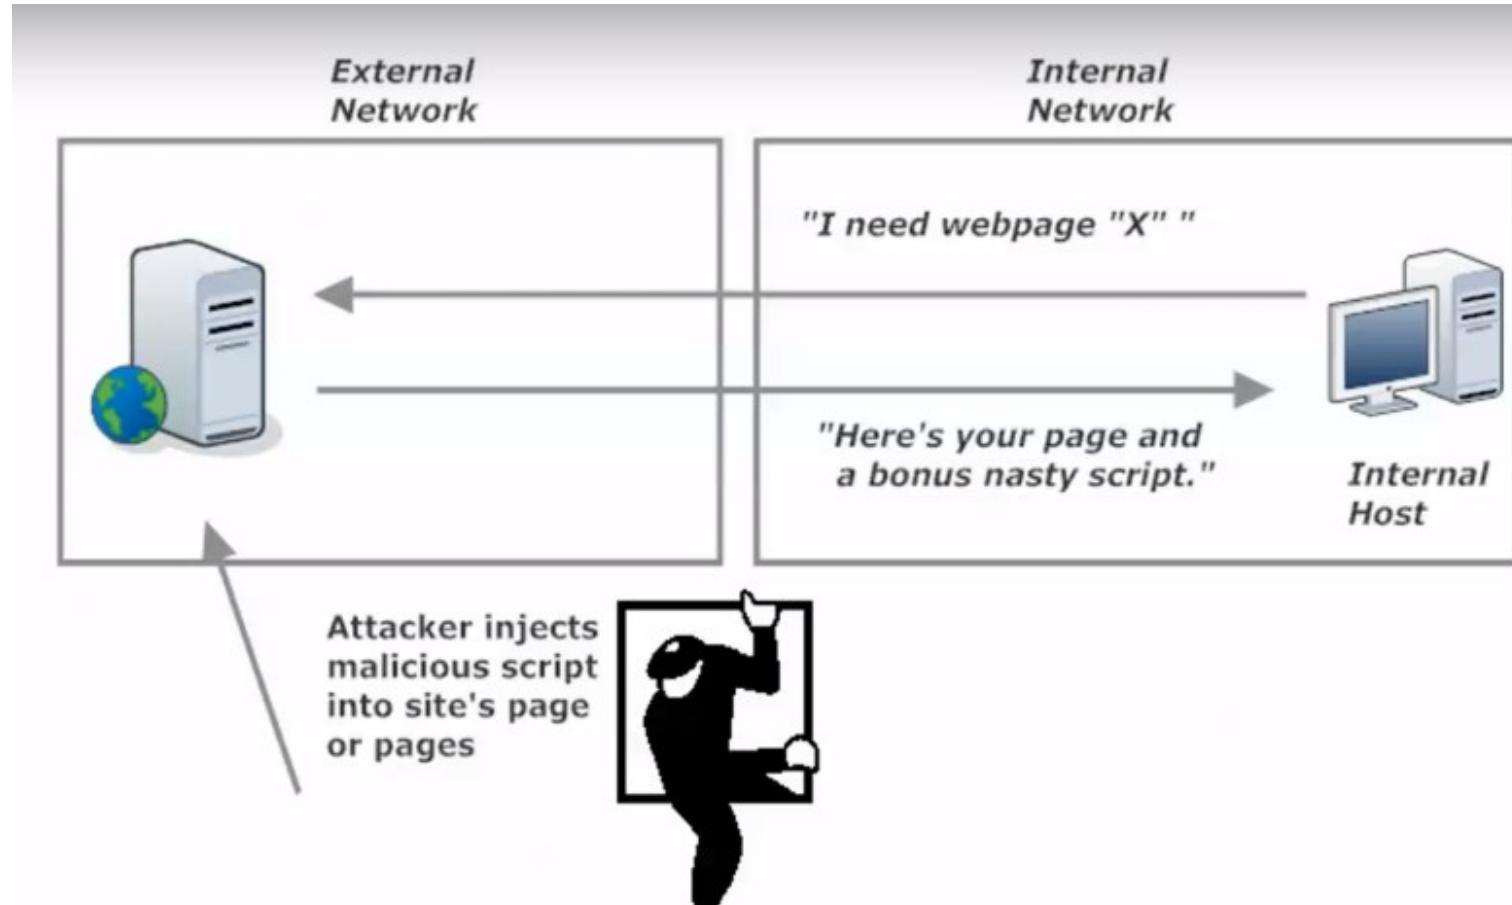 External
Network
Internal
Network
"I need webpage "X" "
"Here's your page and
a bonus nasty script."
Internal
Host
Attacker injects
malicious script
into site's page
or pages